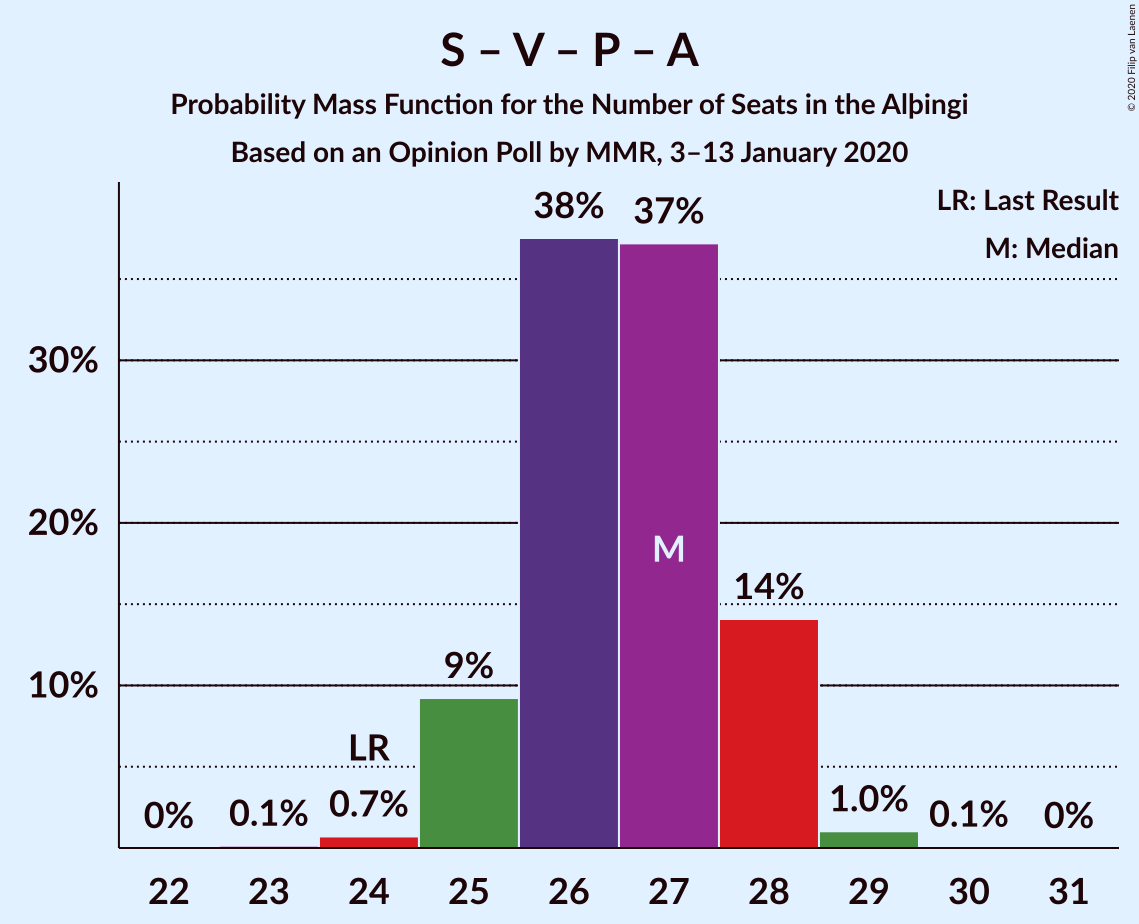 S – V – P – A
Probability Mass Function for the Number of Seats in the Alþingi
Based on an Opinion Poll by MMR, 3–13 January 2020
© 2020 Filip van Laenen
LR: Last Result
M: Median
38%
37%
30%
20%
M
14%
10%
9%
LR
0%
0.1%
0.7%
1.0%
0.1%
0%
22 23 24 25 26 27 28 29 30 31